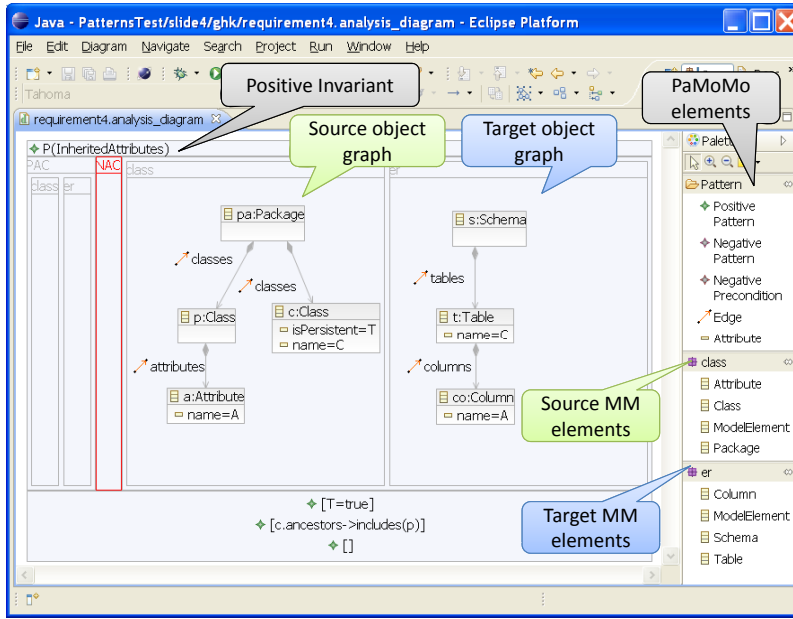 Java - PatternsTest/slide4/ghk/requirement4.analysis_diagram - Eclipse Platform
File Edit Diagram Navigate Search Project Run Window Help
Tahoma
Positive Invariant
PaMoMo
elements
requirement4.analysis_diagram
Source object
graph
Target object
graph
P(InheritedAttributes)
PAC
NAC
class
er
class er
pa:Package
classes
classes
p:Class
c:Class
isPersistent=T
name=C
attributes
a:Attribute
name=A
s:Schema
tables
t:Table
name=C
columns
co:Column
name=A
[T=true]
[c.ancestors->includes(p)]
[]
Pattern
Positive
Pattern
Negative
Pattern
Negative
Precondition
Edge
Attribute
class
Attribute
Class
ModelElement
Package
er
Column
ModelElement
Schema
Table
Source MM
elements
Target MM
elements